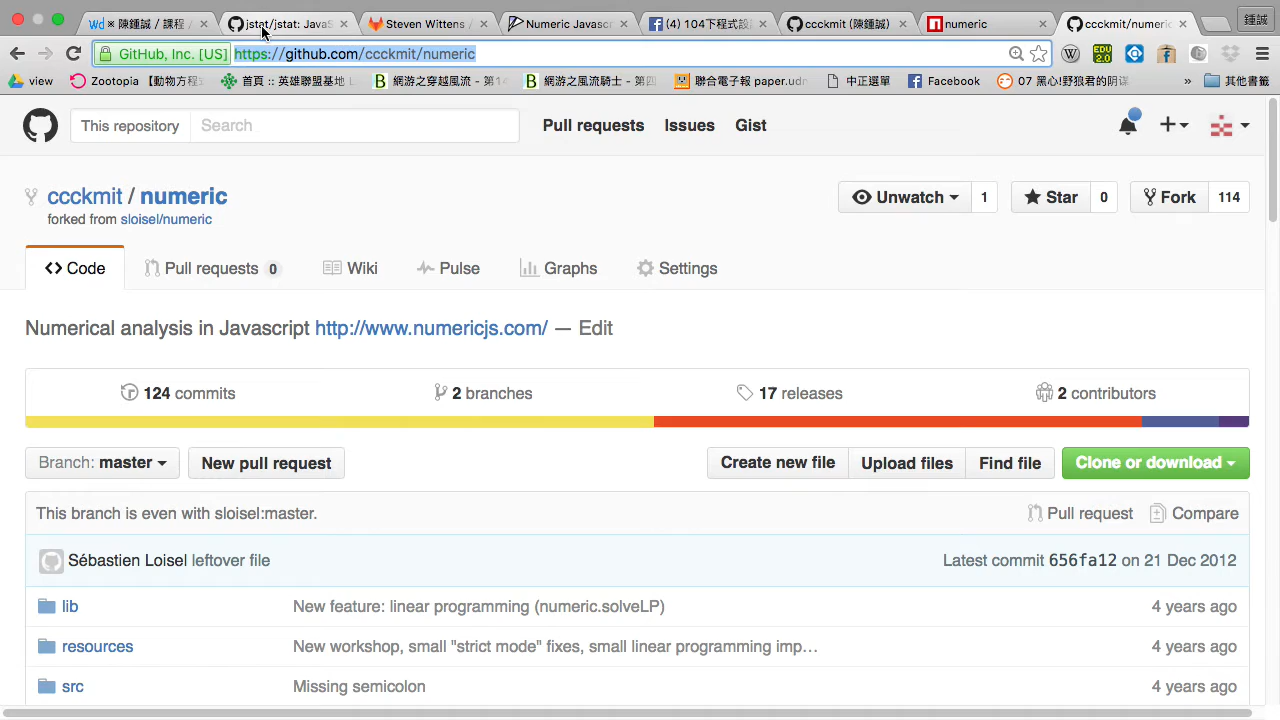 Wd ※ 陳鍾誠 / 課程 /
jstat/jstat: JavaS
Steven Wittens /
Numeric Javascr
(4) 104下程式設
ccckmit (陳鍾誠)
numeric
ccckmit/numeric
鍾誠
GitHub, Inc. [US] https://github.com/ccckmit/numeric
view
Zootopia 【動物方程
首頁 :: 英雄聯盟基地
網游之穿越風流 - 第1
網游之風流騎士 - 第四
聯合電子報 paper.udn
中正選單
Facebook
07 黑心!野狼君的阴谋
»
其他書籤
This repository Search
Pull requests Issues Gist
ccckmit / numeric
Unwatch 1
Star 0
Fork 114
forked from sloisel/numeric
<> Code
Pull requests 0
Wiki
Pulse
Graphs
Settings
Numerical analysis in Javascript http://www.numericjs.com/ — Edit
124 commits
2 branches
17 releases
2 contributors
Branch: master
New pull request
Create new file
Upload files
Find file
Clone or download
This branch is even with sloisel:master.
Pull request
Compare
Sébastien Loisel leftover file
Latest commit 656fa12 on 21 Dec 2012
lib New feature: linear programming (numeric.solveLP) 4 years ago
resources New workshop, small "strict mode" fixes, small linear programming imp… 4 years ago
src Missing semicolon 4 years ago